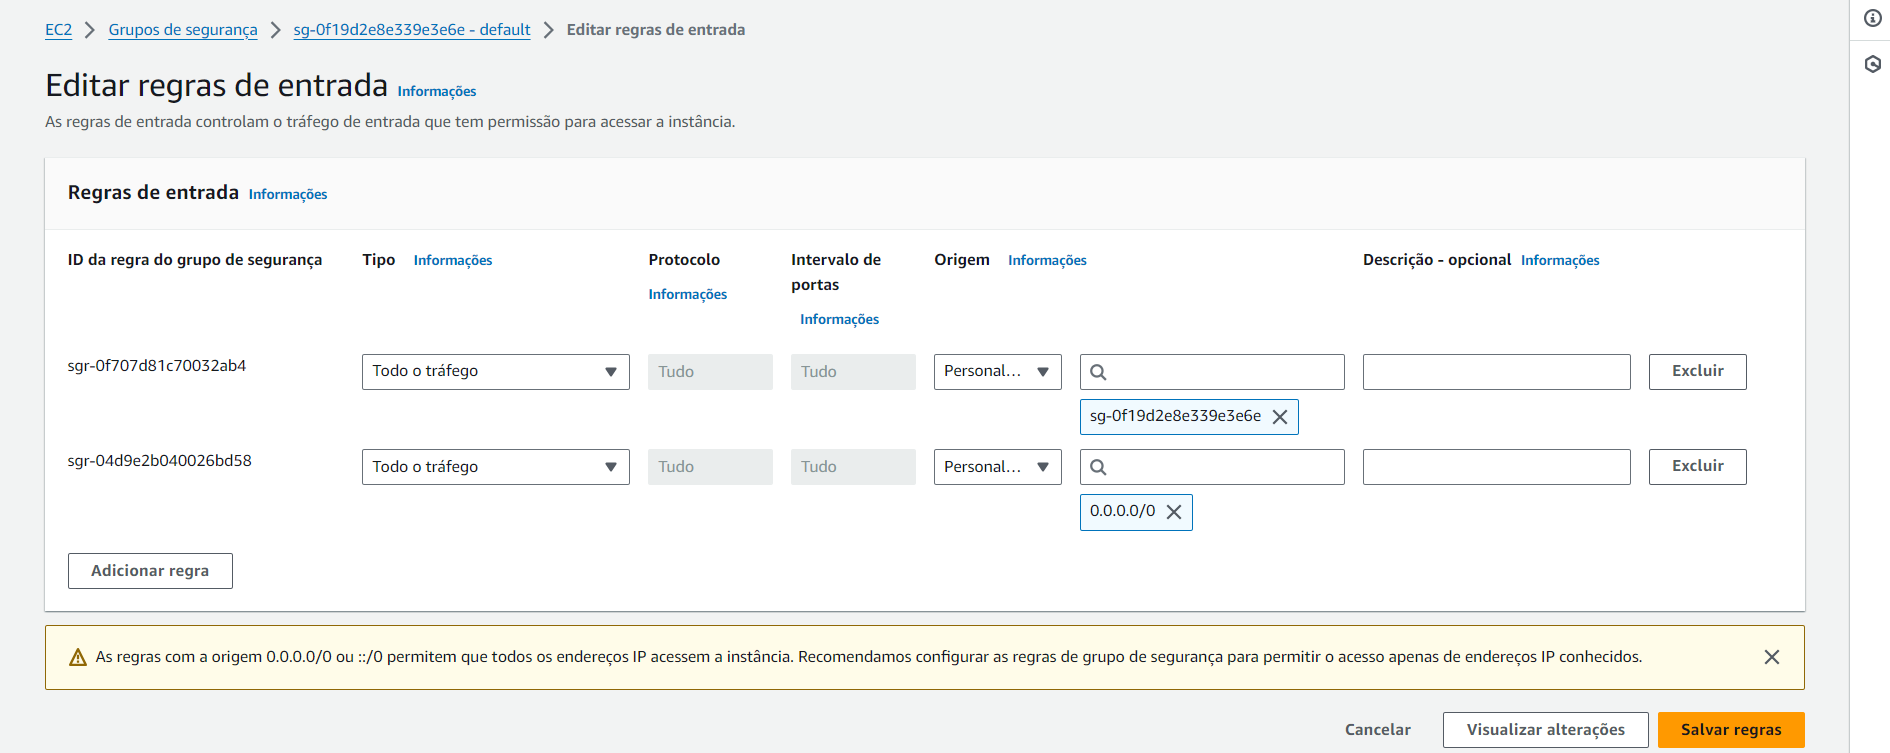 EC2 > Grupos de segurança > sg-0f19d2e8e339e3e6e - default > Editar regras de entrada
Editar regras de entrada Informações
As regras de entrada controlam o tráfego de entrada que tem permissão para acessar a instância.
Regras de entrada Informações
ID da regra do grupo de segurança Tipo Informações Protocolo Informações Intervalo de portas Informações Origem Informações Descrição - opcional Informações
sgr-0f707d81c70032ab4 Todo o tráfego Tudo Tudo Personal... Excluir
sg-0f19d2e8e339e3e6e
sgr-04d9e2b040026bd58 Todo o tráfego Tudo Tudo Personal... Excluir
0.0.0.0/0
Adicionar regra
As regras com a origem 0.0.0.0/0 ou ::/0 permitem que todos os endereços IP acessem a instância. Recomendamos configurar as regras de grupo de segurança para permitir o acesso apenas de endereços IP conhecidos.
Cancelar Visualizar alterações Salvar regras